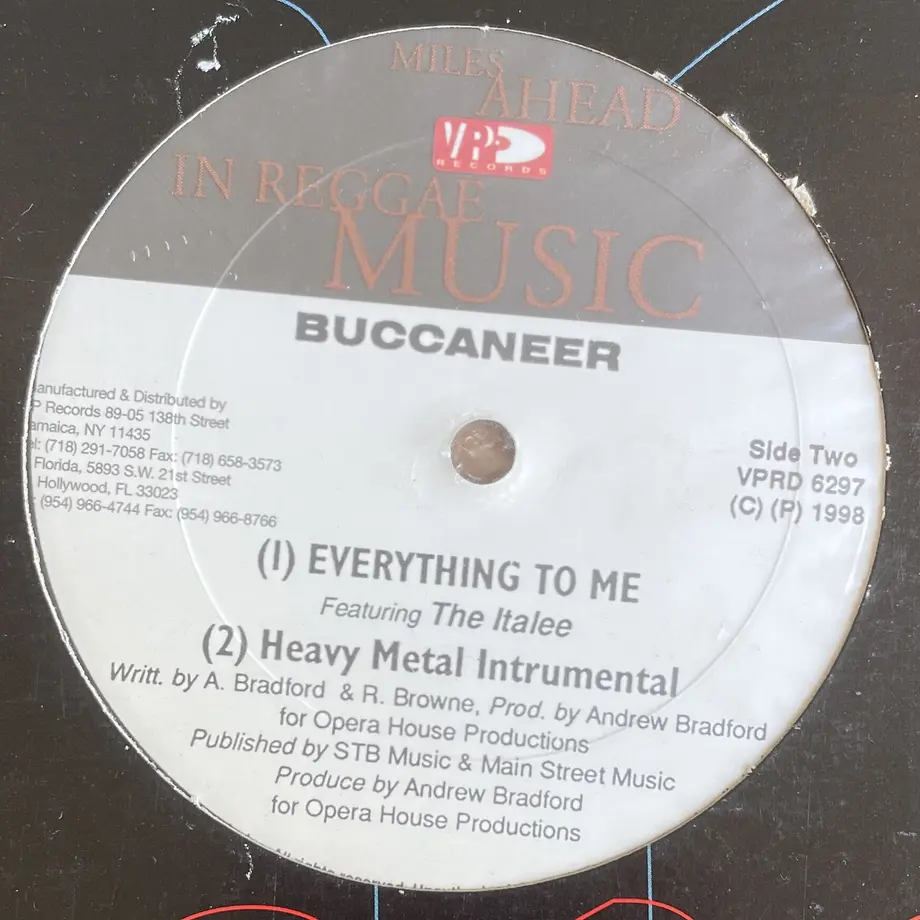 MILES
AHEAD
VP
RECORDS
IN REGGAE
MUSIC
BUCCANEER
anufactured & Distributed by
P Records 89-05 138th Street
amaica, NY 11435
el: (718) 291-7058 Fax: (718) 658-3573
Florida, 5893 S.W. 21st Street
Hollywood, FL 33023
(954) 966-4744 Fax: (954) 966-8766
Side Two
VPRD 6297
(C) (P) 1998
(1) EVERYTHING TO ME
Featuring The Italee
(2) Heavy Metal Intrumental
Writt. by A. Bradford & R. Browne, Prod. by Andrew Bradford
for Opera House Productions
Published by STB Music & Main Street Music
Produce by Andrew Bradford
for Opera House Productions
All rights reserved.